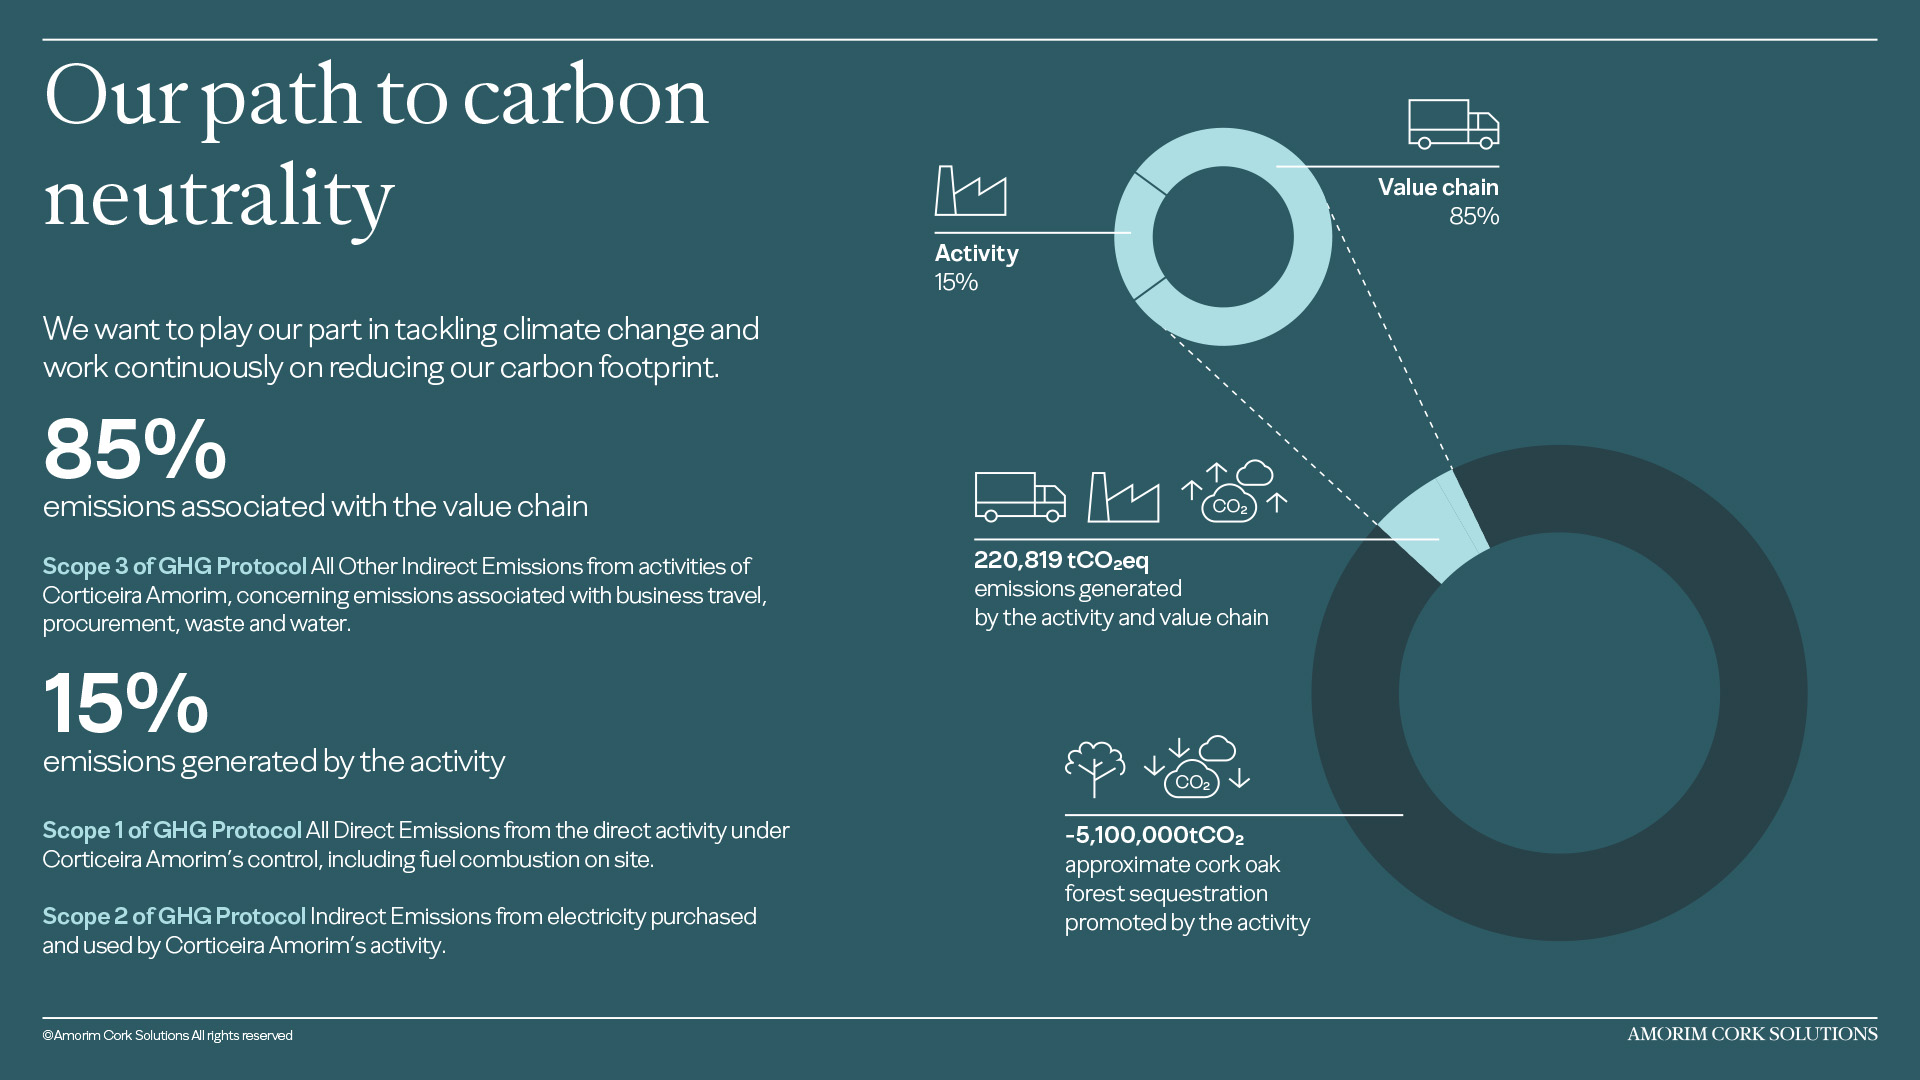 Our path to carbon
neutrality
We want to play our part in tackling climate change and
work continuously on reducing our carbon footprint.
85%
emissions associated with the value chain
Scope 3 of GHG Protocol All Other Indirect Emissions from activities of
Corticeira Amorim, concerning emissions associated with business travel,
procurement, waste and water.
15%
emissions generated by the activity
Scope 1 of GHG Protocol All Direct Emissions from the direct activity under
Corticeira Amorim's control, including fuel combustion on site.
Scope 2 of GHG Protocol Indirect Emissions from electricity purchased
and used by Corticeira Amorim's activity.
Value chain
85%
Activity
15%
CO₂
220,819 tCO₂eq
emissions generated
by the activity and value chain
CO₂
-5,100,000tCO₂
approximate cork oak
forest sequestration
promoted by the activity
©Amorim Cork Solutions All rights reserved
AMORIM CORK SOLUTIONS